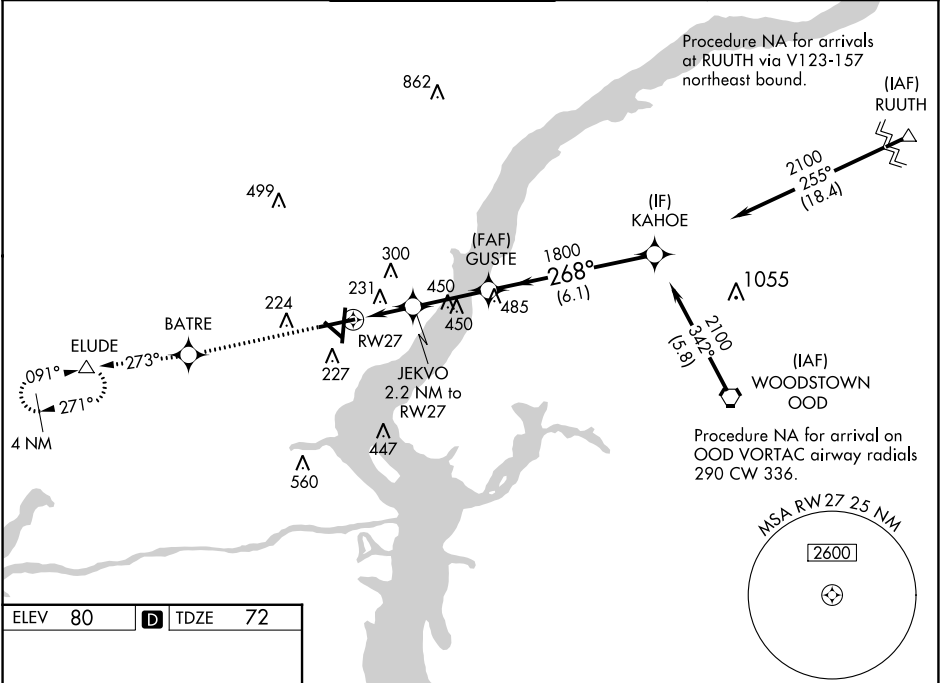 Procedure NA for arrivals
at RUUTH via V123-157
northeast bound.
862
(IAF)
RUUTH
2100
255°
(18.4)
499
(IF)
KAHOE
(FAF)
GUSTE
1800
268°
(6.1)
300
231
450
450
485
1055
224
BATRE
RW27
ELUDE
273°
091°
271°
4 NM
227
JEKVO
2.2 NM to
RW27
2100
342°
(5.8)
(IAF)
WOODSTOWN
OOD
447
560
Procedure NA for arrival on
OOD VORTAC airway radials
290 CW 336.
MSA RW27 25 NM
2600
ELEV 80 D TDZE 72